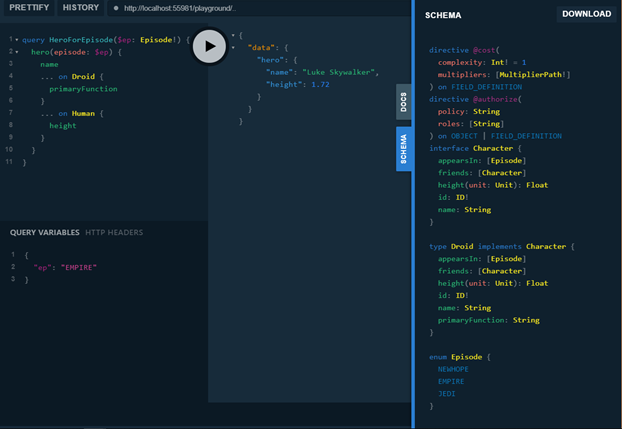 PRETTIFY HISTORY http://localhost:55981/playground/..
1 query HeroForEpisode($ep: Episode!) {
2 hero(episode: $ep) {
3 name
4 ... on Droid {
5 primaryFunction
6 }
7 ... on Human {
8 height
9 }
10 }
11 }
QUERY VARIABLES HTTP HEADERS
1 {
2 "ep": "EMPIRE"
3 }
{
"data": {
"hero": {
"name": "Luke Skywalker",
"height": 1.72
}
}
}
DOCS
SCHEMA
SCHEMA DOWNLOAD
directive @cost(
complexity: Int! = 1
multipliers: [MultiplierPath!]
) on FIELD_DEFINITION
directive @authorize(
policy: String
roles: [String]
) on OBJECT | FIELD_DEFINITION
interface Character {
appearsIn: [Episode]
friends: [Character]
height(unit: Unit): Float
id: ID!
name: String
}
type Droid implements Character {
appearsIn: [Episode]
friends: [Character]
height(unit: Unit): Float
id: ID!
name: String
primaryFunction: String
}
enum Episode {
NEWHOPE
EMPIRE
JEDI
}